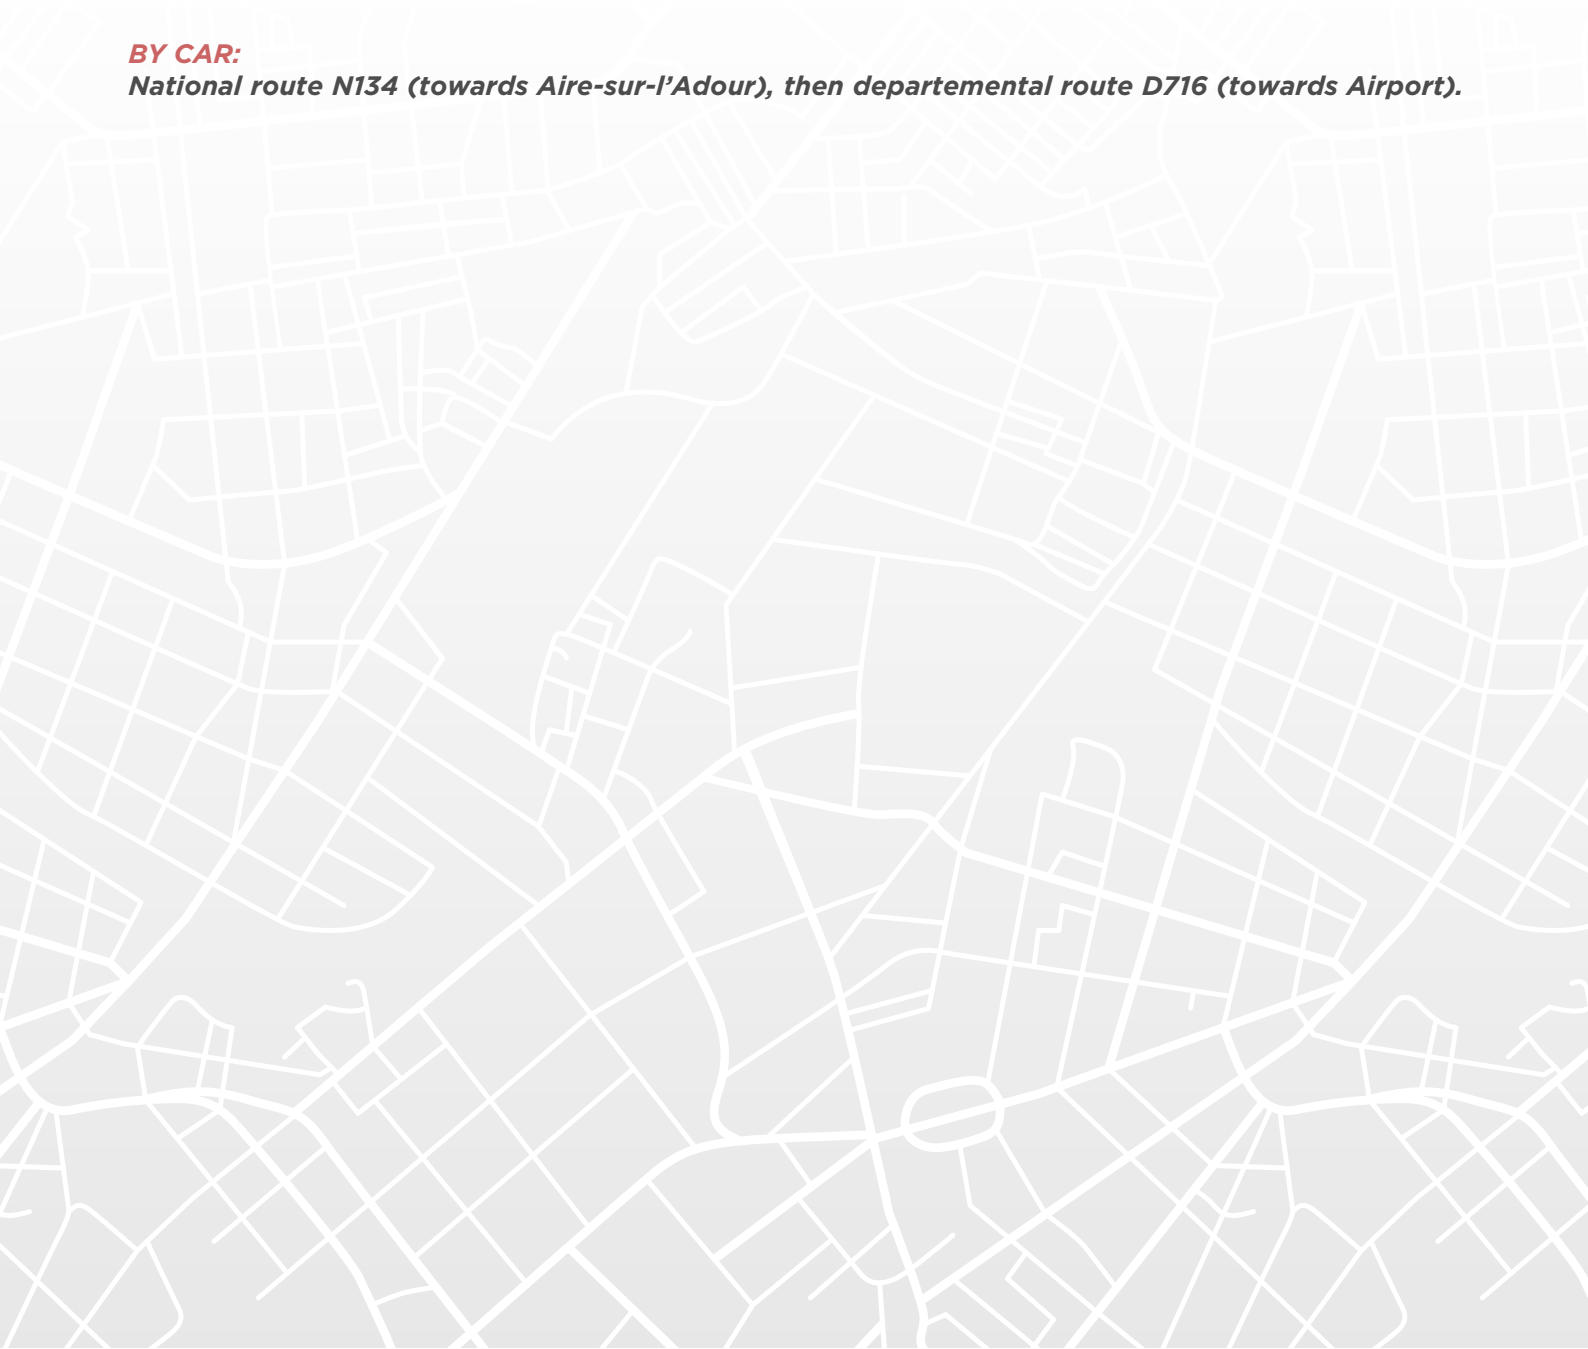 BY CAR:
National route N134 (towards Aire-sur-l’Adour), then departemental route D716 (towards Airport).